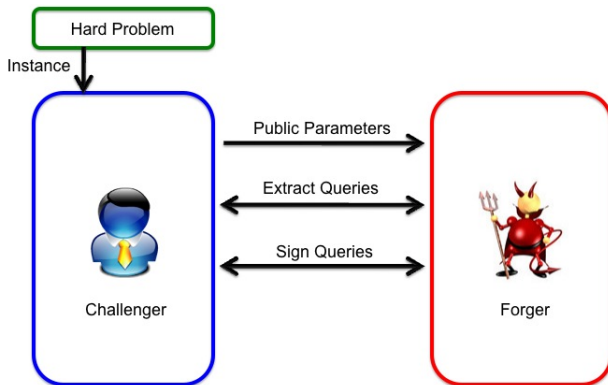 Hard Problem
Instance
Public Parameters
Extract Queries
Sign Queries
Challenger
Forger